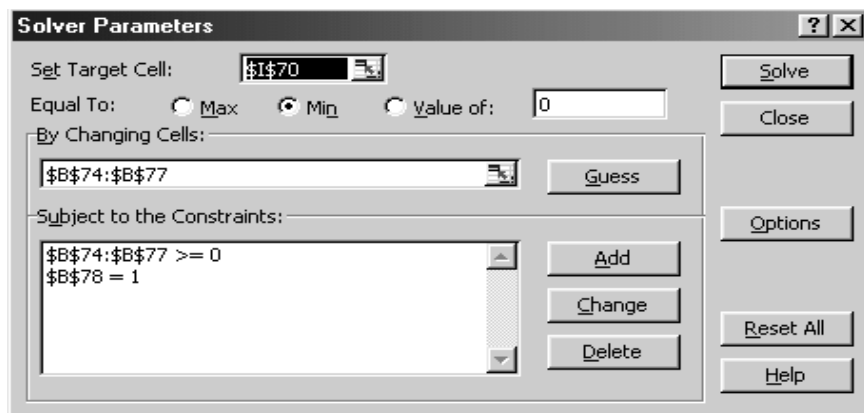 Solver Parameters ? X
Set Target Cell: $I$70 Solve
Equal To: Max Min Value of: 0
Close
By Changing Cells:
$B$74:$B$77 Guess
Subject to the Constraints: Options
$B$74:$B$77 >= 0 Add
$B$78 = 1
Change
Reset All
Delete
Help